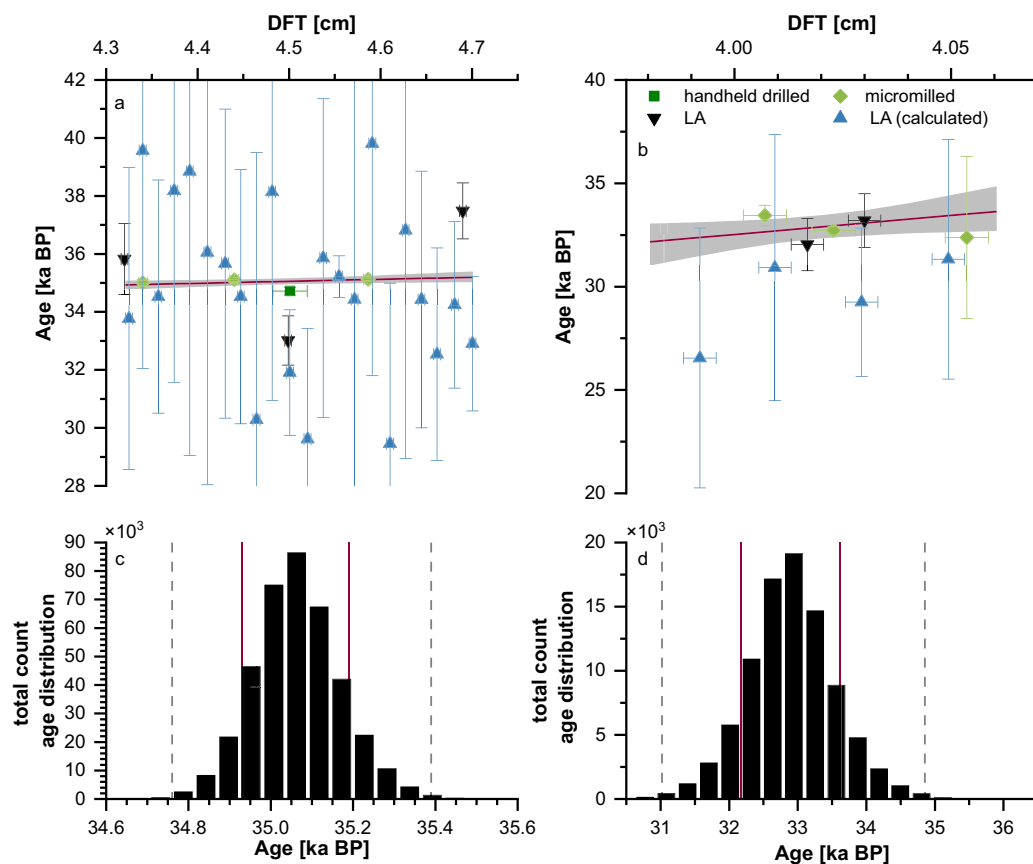 DFT [cm]
4.3 4.4 4.5 4.6 4.7
a
Age [ka BP]
42
40
38
36
34
32
30
28
DFT [cm]
4.00 4.05
handheld drilled micromilled
LA LA (calculated)
b
Age [ka BP]
40
35
30
25
20
×10³
c
total count
age distribution
90
80
70
60
50
40
30
20
10
0
34.6 34.8 35.0 35.2 35.4 35.6
Age [ka BP]
×10³
d
total count
age distribution
20
15
10
5
0
31 32 33 34 35 36
Age [ka BP]